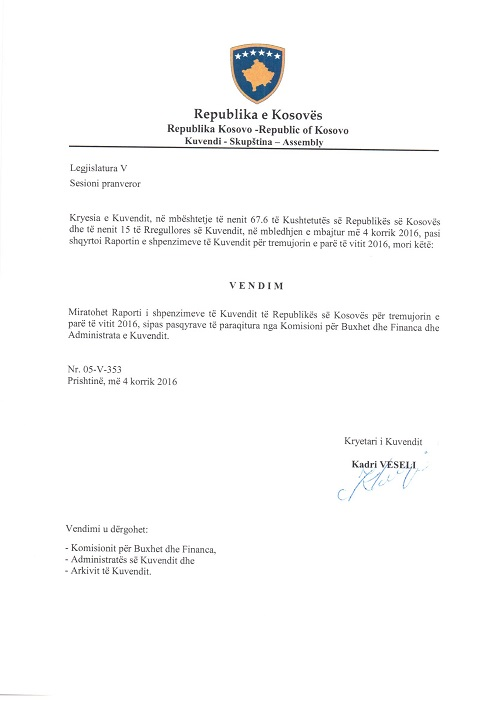 Republika e Kosovës
Republika Kosovo -Republic of Kosovo
Kuvendi - Skupština – Assembly
Legjislatura V
Sesioni pranveror
Kryesia e Kuvendit, në mbështetje të nenit 67.6 të Kushtetutës së Republikës së Kosovës
dhe të nenit 15 të Rregullores së Kuvendit, në mbledhjen e mbajtur më 4 korrik 2016, pasi
shqyrtoi Raportin e shpenzimeve të Kuvendit për tremujorin e parë të vitit 2016, mori këtë:
V E N D I M
Miratohet Raporti i shpenzimeve të Kuvendit të Republikës së Kosovës për tremujorin e
parë të vitit 2016, sipas pasqyrave të paraqitura nga Komisioni për Buxhet dhe Financa dhe
Administrata e Kuvendit.
Nr. 05-V-353
Prishtinë, më 4 korrik 2016
Kryetari i Kuvendit
Kadri VESELI
Vendimi u dërgohet:
- Komisionit për Buxhet dhe Financa,
- Administratës së Kuvendit dhe
- Arkivit të Kuvendit.